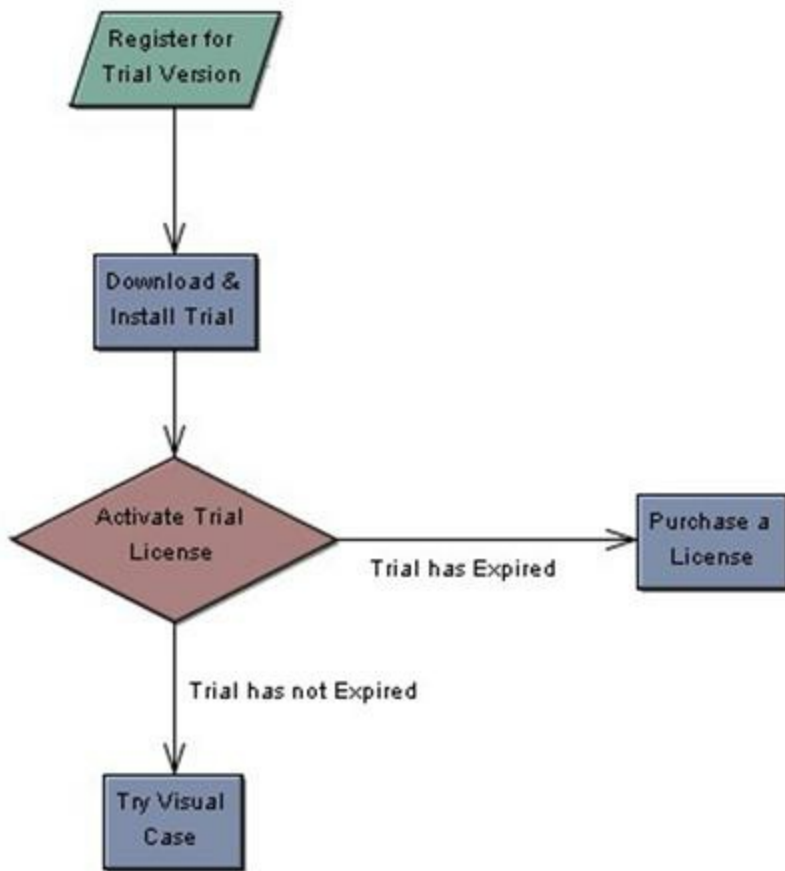 Register for
Trial Version
Download &
Install Trial
Activate Trial
License
Trial has Expired
Purchase a
License
Trial has not Expired
Try Visual
Case